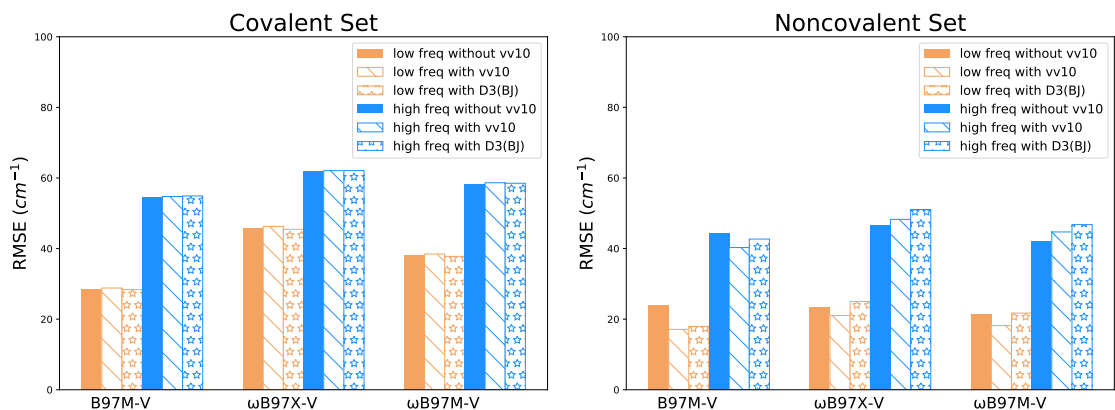 Covalent Set
RMSE (cm⁻¹)
100
80
60
40
20
0
low freq without vv10
low freq with vv10
low freq with D3(BJ)
high freq without vv10
high freq with vv10
high freq with D3(BJ)
B97M-V
ωB97X-V
ωB97M-V
Noncovalent Set
RMSE (cm⁻¹)
100
80
60
40
20
0
low freq without vv10
low freq with vv10
low freq with D3(BJ)
high freq without vv10
high freq with vv10
high freq with D3(BJ)
B97M-V
ωB97X-V
ωB97M-V